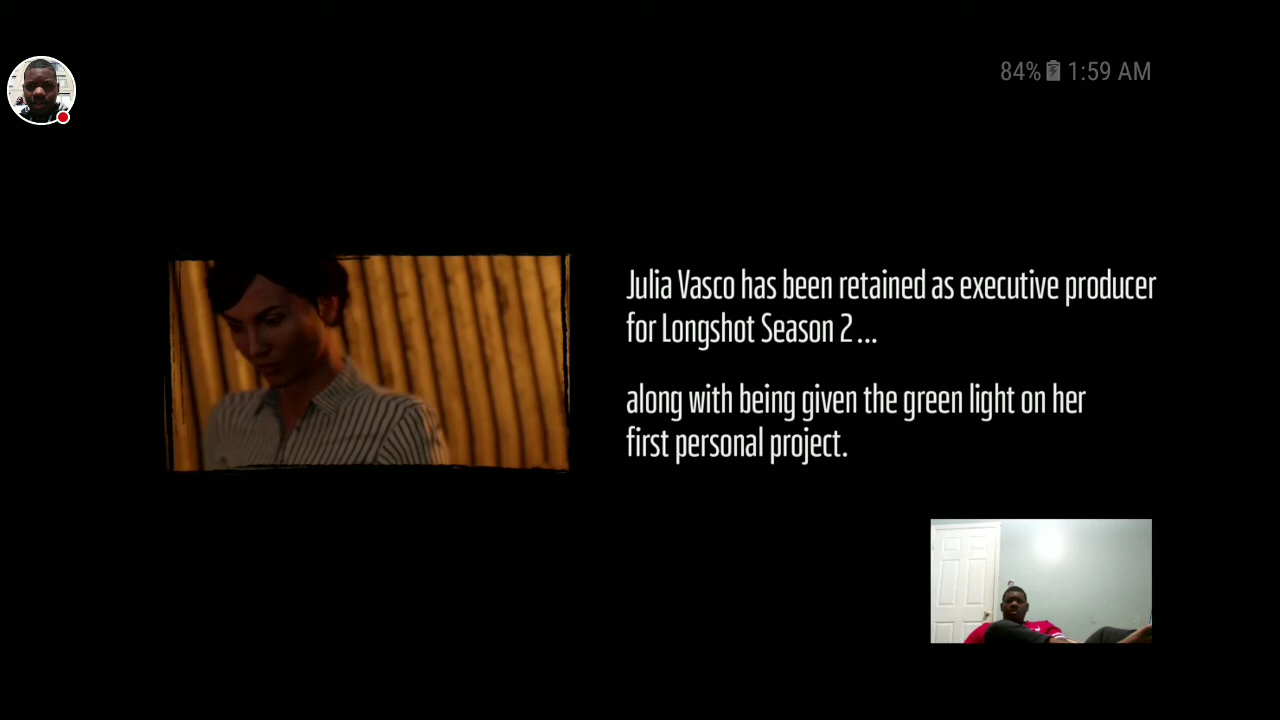 84% 1:59 AM
Julia Vasco has been retained as executive producer
for Longshot Season 2...
along with being given the green light on her
first personal project.